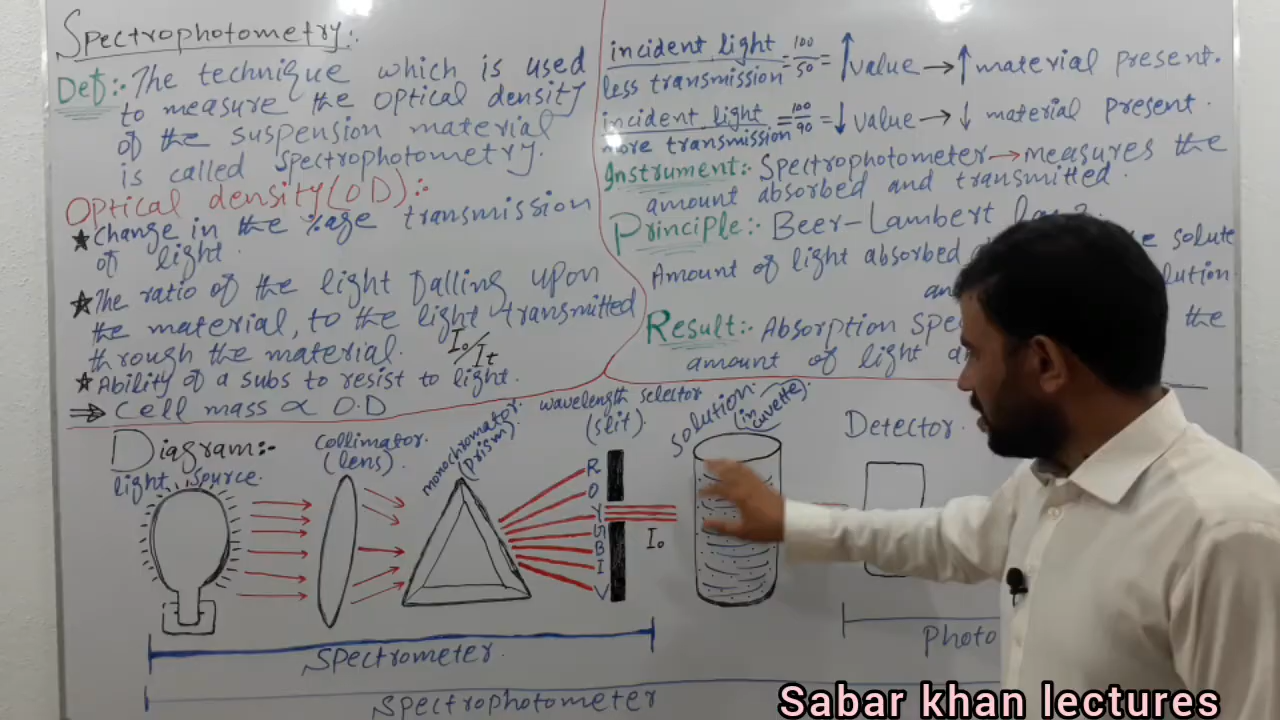 Spectrophotometry:-
Def:- The technique which is used
to measure the optical density
of the suspension material
is called spectrophotometry.
Optical density(OD):-
★ Change in the %age transmission
of light.
★ The ratio of the light falling upon
the material, to the light transmitted
through the material. I₀/It
★ Ability of a subs to resist to light.
⇒ Cell mass ∝ O.D
incident light
less transmission = 100/50 = ↑ value → ↑ material present.
incident light
more transmission = 100/90 = ↓ value → ↓ material present.
Instrument:- Spectrophotometer → measures the
amount absorbed and transmitted.
Principle:- Beer-Lambert
Amount of light absorbed
solute
Result:- Absorption the
amount of light
Diagram:-
light Source.
Collimator.
(lens).
monochromator.
(Prism).
wavelength selector
(slit).
R
O
Y
G
B
I
V
I₀
Solution.
(in cuvette)
Detector.
Spectrometer.
Photo
Spectrophotometer
Sabar khan lectures